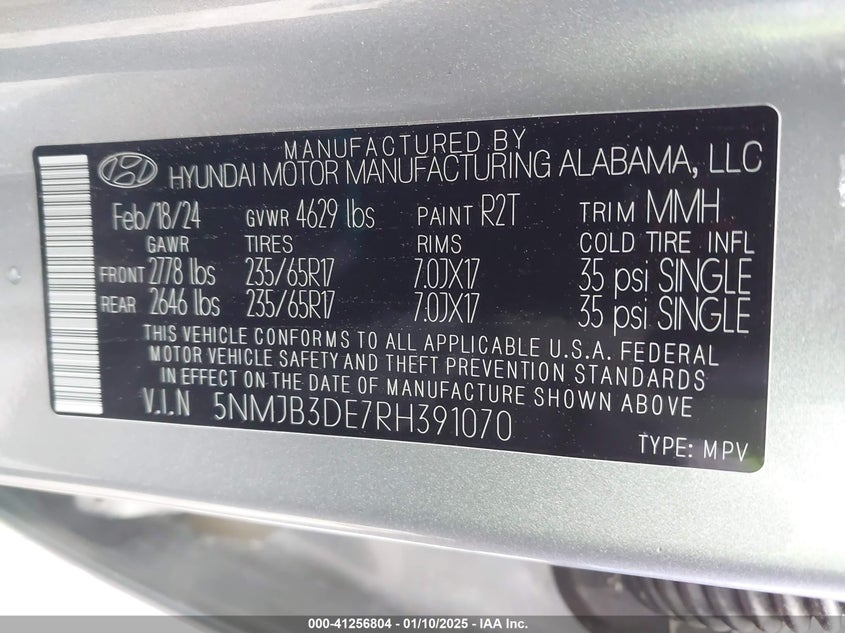 MANUFACTURED BY
HYUNDAI MOTOR MANUFACTURING ALABAMA, LLC
Feb/18/24 GVWR 4629 lbs PAINT R2T TRIM MMH
GAWR TIRES RIMS COLD TIRE INFL
FRONT 2778 lbs 235/65R17 7.0JX17 35 psi SINGLE
REAR 2646 lbs 235/65R17 7.0JX17 35 psi SINGLE
THIS VEHICLE CONFORMS TO ALL APPLICABLE U.S.A. FEDERAL
MOTOR VEHICLE SAFETY AND THEFT PREVENTION STANDARDS
IN EFFECT ON THE DATE OF MANUFACTURE SHOWN ABOVE.
V.I.N 5NMJB3DE7RH391070
TYPE: MPV
000-41256804 — 01/10/2025 — IAA Inc.